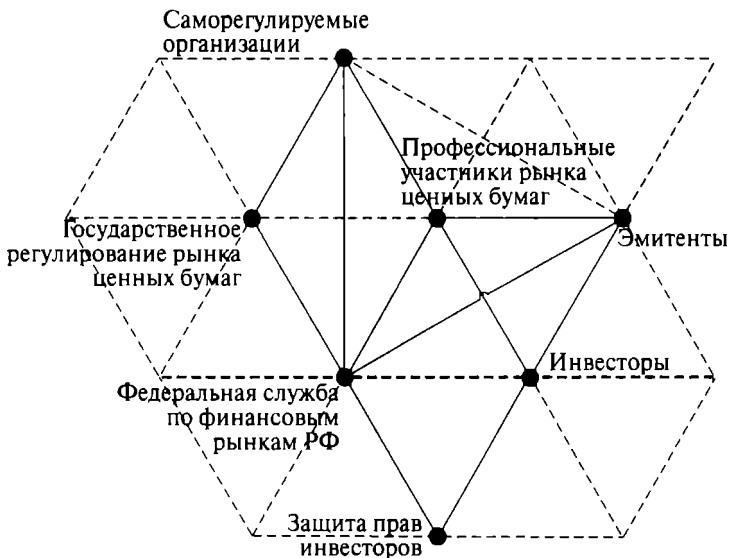 Саморегулируемые
организации
Профессиональные
участники рынка
ценных бумаг
Государственное
регулирование рынка
ценных бумаг
Эмитенты
Инвесторы
Федеральная служба
по финансовым
рынкам РФ
Защита прав
инвесторов